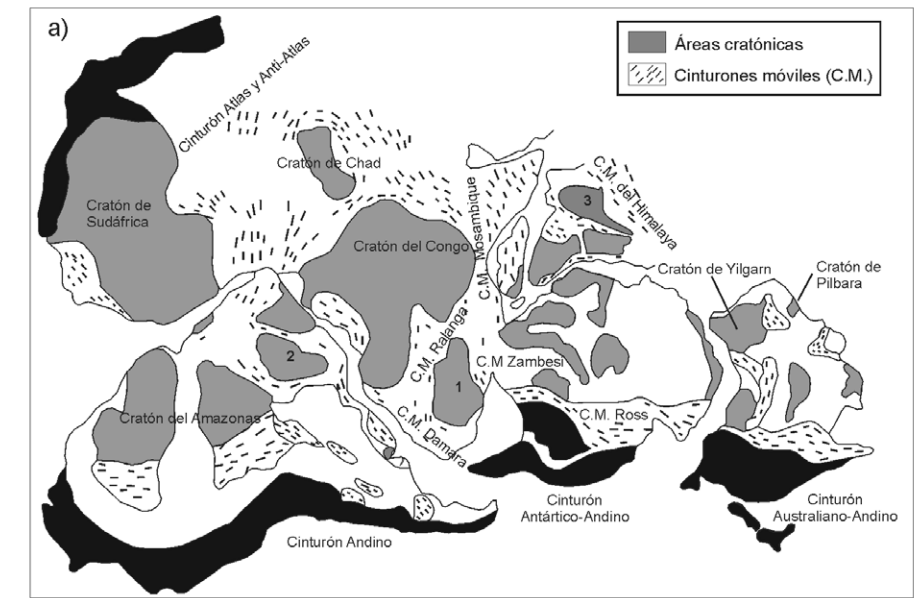 a)
Áreas cratónicas
Cinturones móviles (C.M.)
Cinturón Atlas y Anti-Atlas
Cratón de Chad
Cratón de
Sudáfrica
Cratón del Congo
C.M. Mosambique
C.M. del Himalaya
3
Cratón de Yilgarn
Cratón de
Pilbara
C.M. Ralanga
2
1
C.M Zambesi
Cratón del Amazonas
C.M. Damara
C.M. Ross
Cinturón Andino
Cinturón
Antártico-Andino
Cinturón
Australiano-Andino